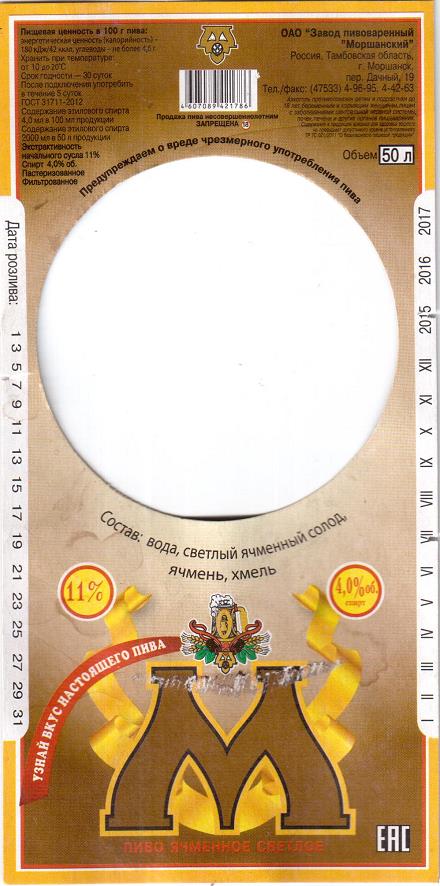 Пищевая ценность в 100 г пива:
энергетическая ценность (калорийность) -
180 кДж/42 ккал, углеводы - не более 4,6 г
Хранить при температуре:
от 10 до 20°С
Срок годности — 30 суток
После подключения употребить
в течение 5 суток
ГОСТ 31711-2012
Содержание этилового спирта
4,0 мл в 100 мл продукции
Содержание этилового спирта
2000 мл в 50 л продукции
Экстрактивность
начального сусла 11%
Спирт 4,0% об.
Пастеризованное
Фильтрованное
4 607089 421786
Продажа пива несовершеннолетним
ЗАПРЕЩЕНА 18
ОАО "Завод пивоваренный
"Моршанский"
Россия, Тамбовская область,
г. Моршанск,
пер. Дачный, 19
Тел./факс: (47533) 4-96-95, 4-42-63
Объем 50 л
Предупреждаем о вреде чрезмерного употребления пива
Дата розлива: 1 3 5 7 9 11 13 15 17 19 21 23 25 27 29 31
I II III IV V VI VII VIII IX X XI XII 2015 2016 2017
Состав: вода, светлый ячменный солод,
ячмень, хмель
11%
4,0% об.
спирт
УЗНАЙ ВКУС НАСТОЯЩЕГО ПИВА
М
ПИВО ЯЧМЕННОЕ СВЕТЛОЕ
EAC